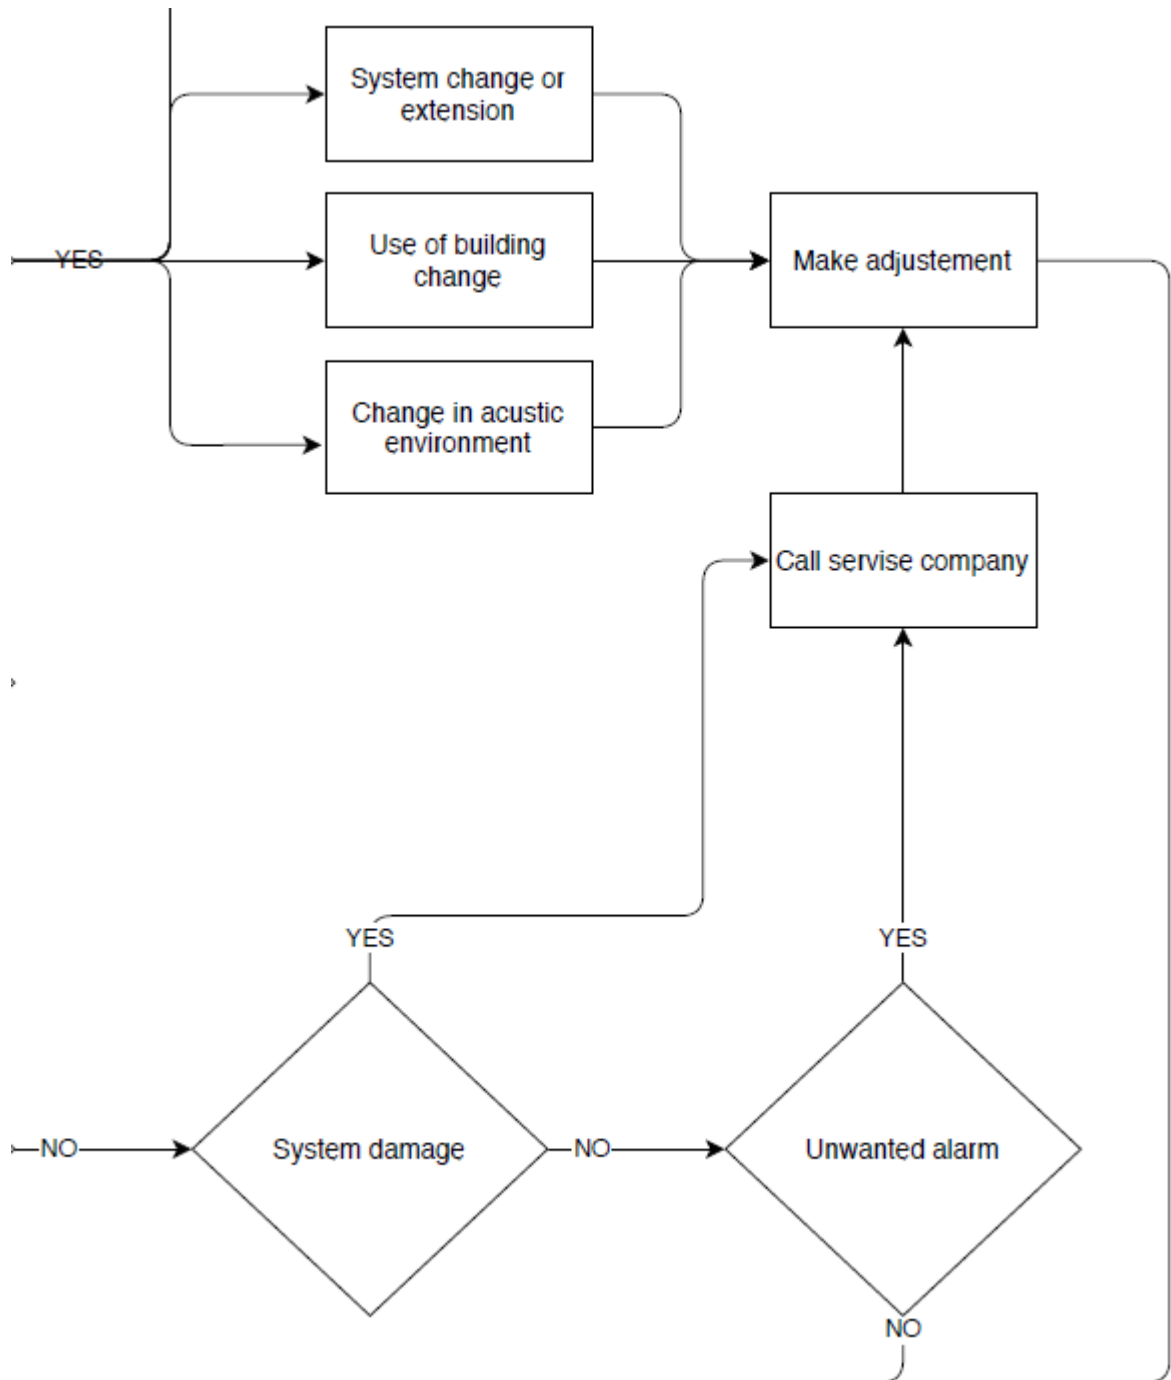 System change or
extension
YES
Use of building
change
Make adjustement
Change in acustic
environment
Call servise company
YES
YES
NO
System damage
NO
Unwanted alarm
NO